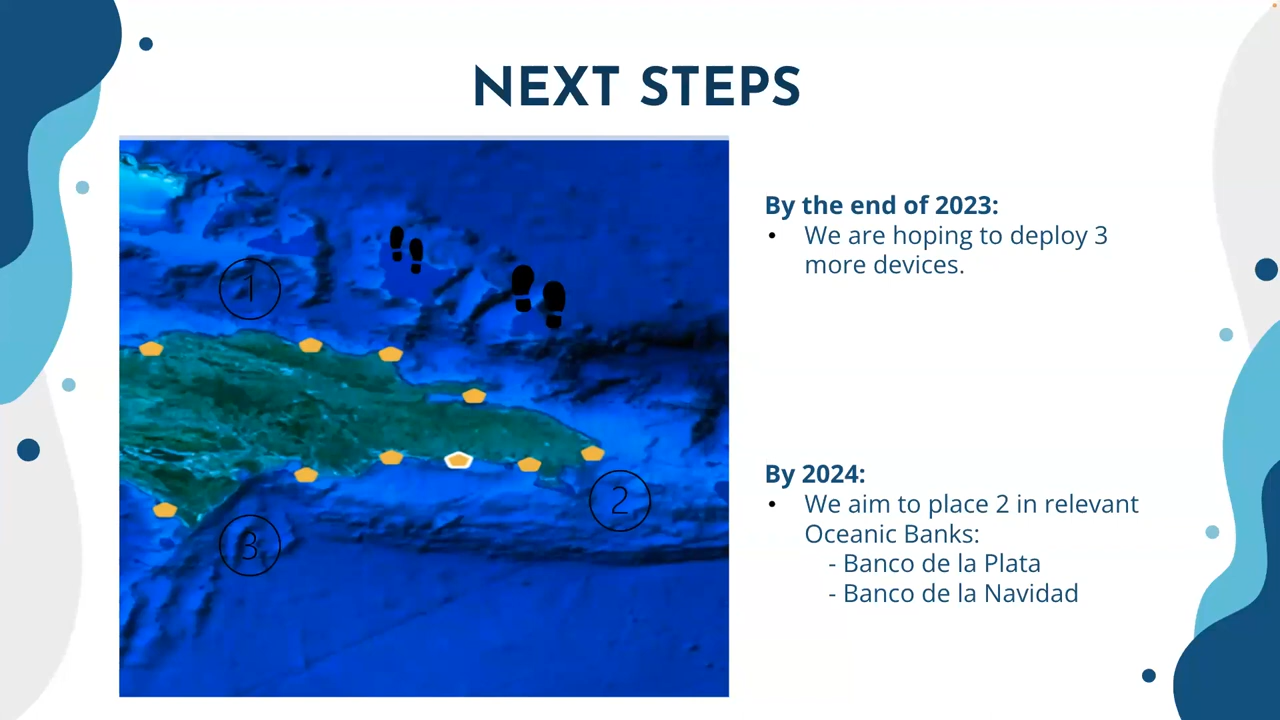 NEXT STEPS
1
2
3
By the end of 2023:
• We are hoping to deploy 3
more devices.
By 2024:
• We aim to place 2 in relevant
Oceanic Banks:
- Banco de la Plata
- Banco de la Navidad